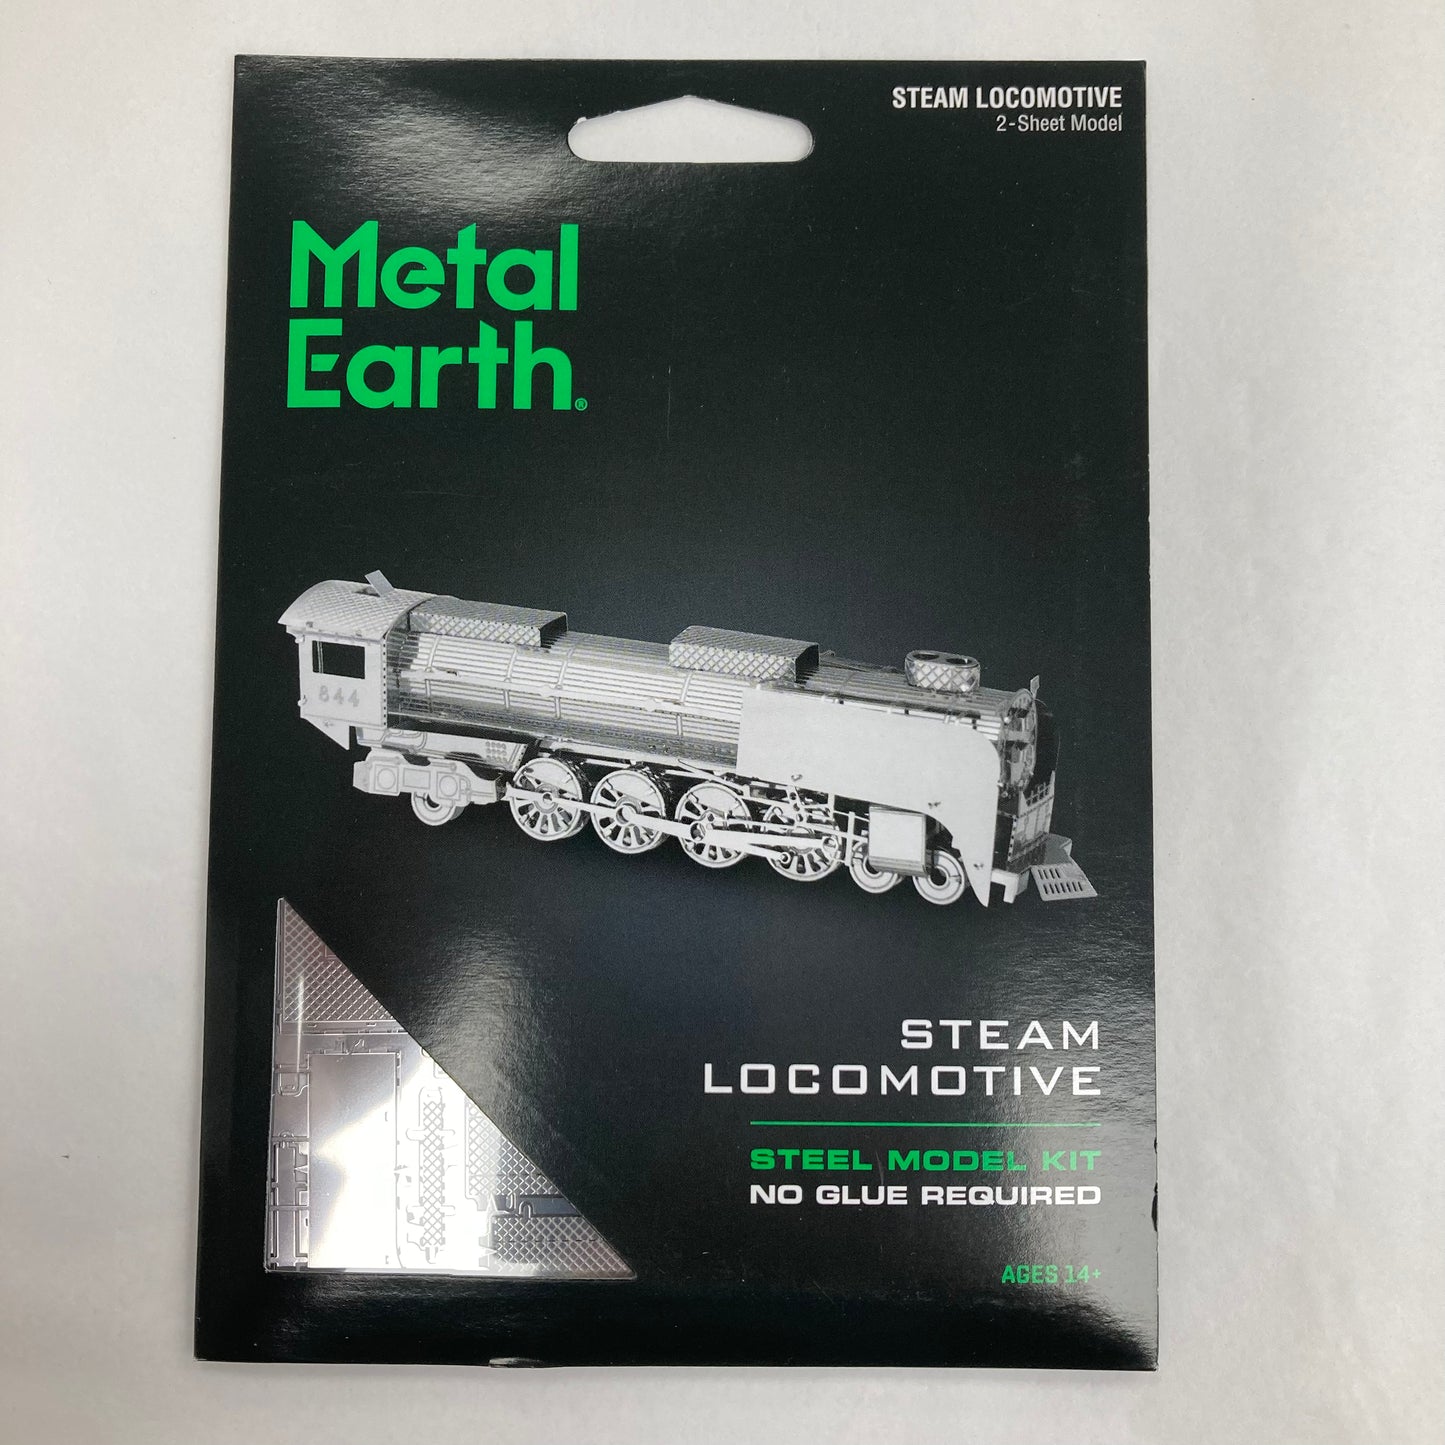 STEAM LOCOMOTIVE
2-Sheet Model
Metal
Earth®
844
STEAM
LOCOMOTIVE
STEEL MODEL KIT
NO GLUE REQUIRED
AGES 14+